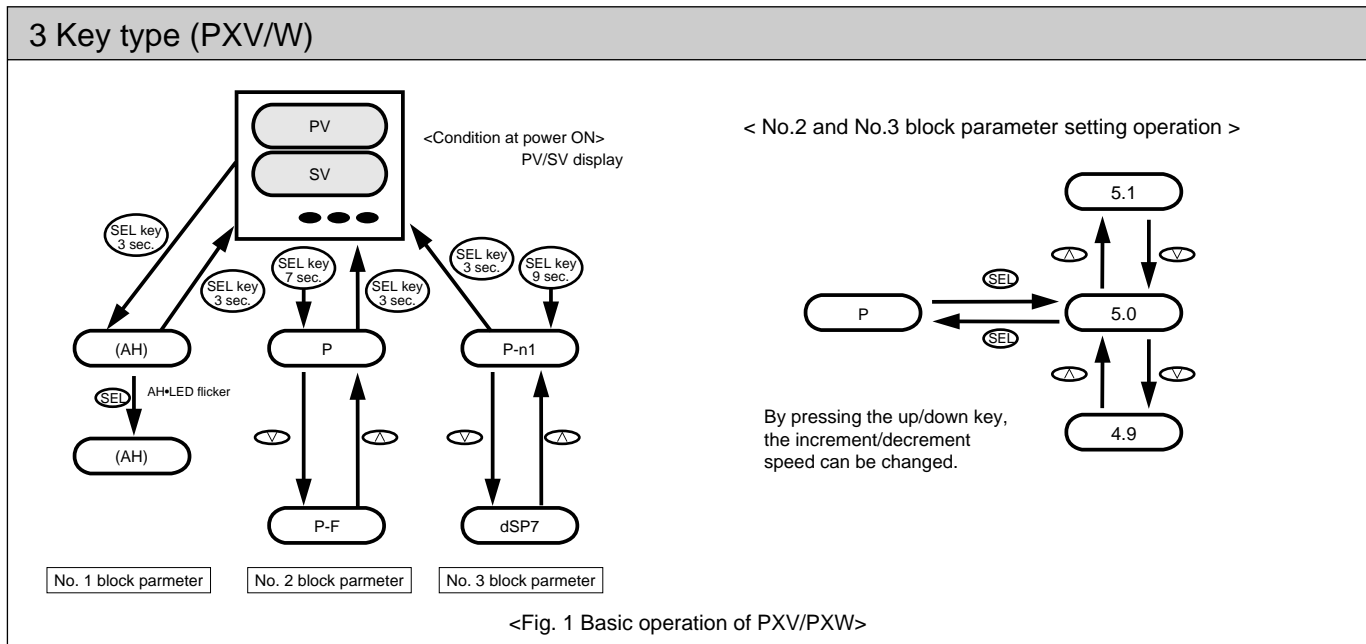 3 Key type (PXV/W)
PV
SV
<Condition at power ON>
PV/SV display
SEL key
3 sec.
SEL key
3 sec.
SEL key
7 sec.
SEL key
3 sec.
SEL key
3 sec.
SEL key
9 sec.
(AH)
P
P-n1
SEL
AH•LED flicker
(AH)
P-F
dSP7
No. 1 block parmeter
No. 2 block parmeter
No. 3 block parmeter
< No.2 and No.3 block parameter setting operation >
5.1
SEL
P
5.0
SEL
4.9
By pressing the up/down key,
the increment/decrement
speed can be changed.
<Fig. 1 Basic operation of PXV/PXW>